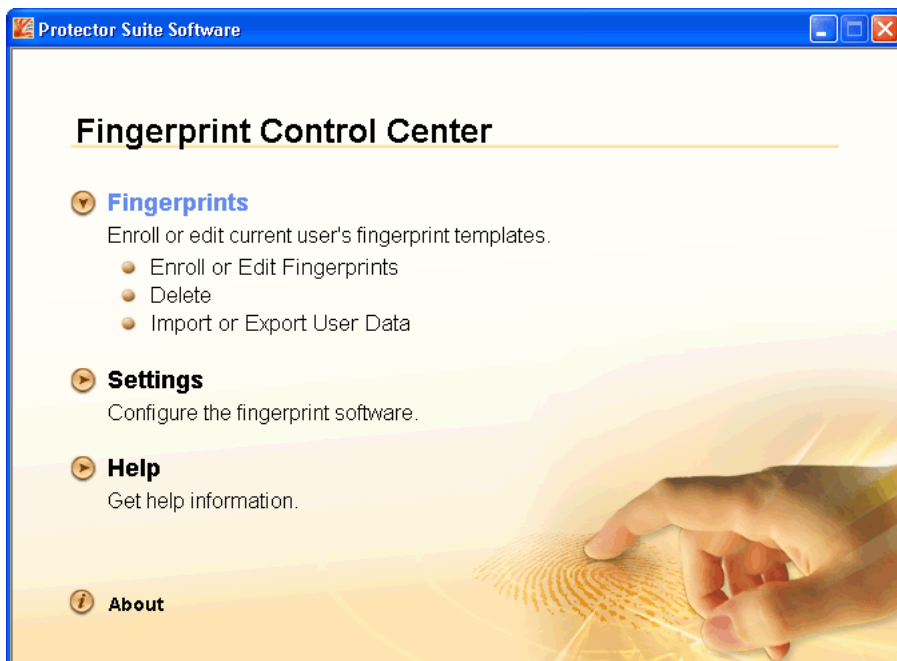 Protector Suite Software
Fingerprint Control Center
Fingerprints
Enroll or edit current user's fingerprint templates.
Enroll or Edit Fingerprints
Delete
Import or Export User Data
Settings
Configure the fingerprint software.
Help
Get help information.
About